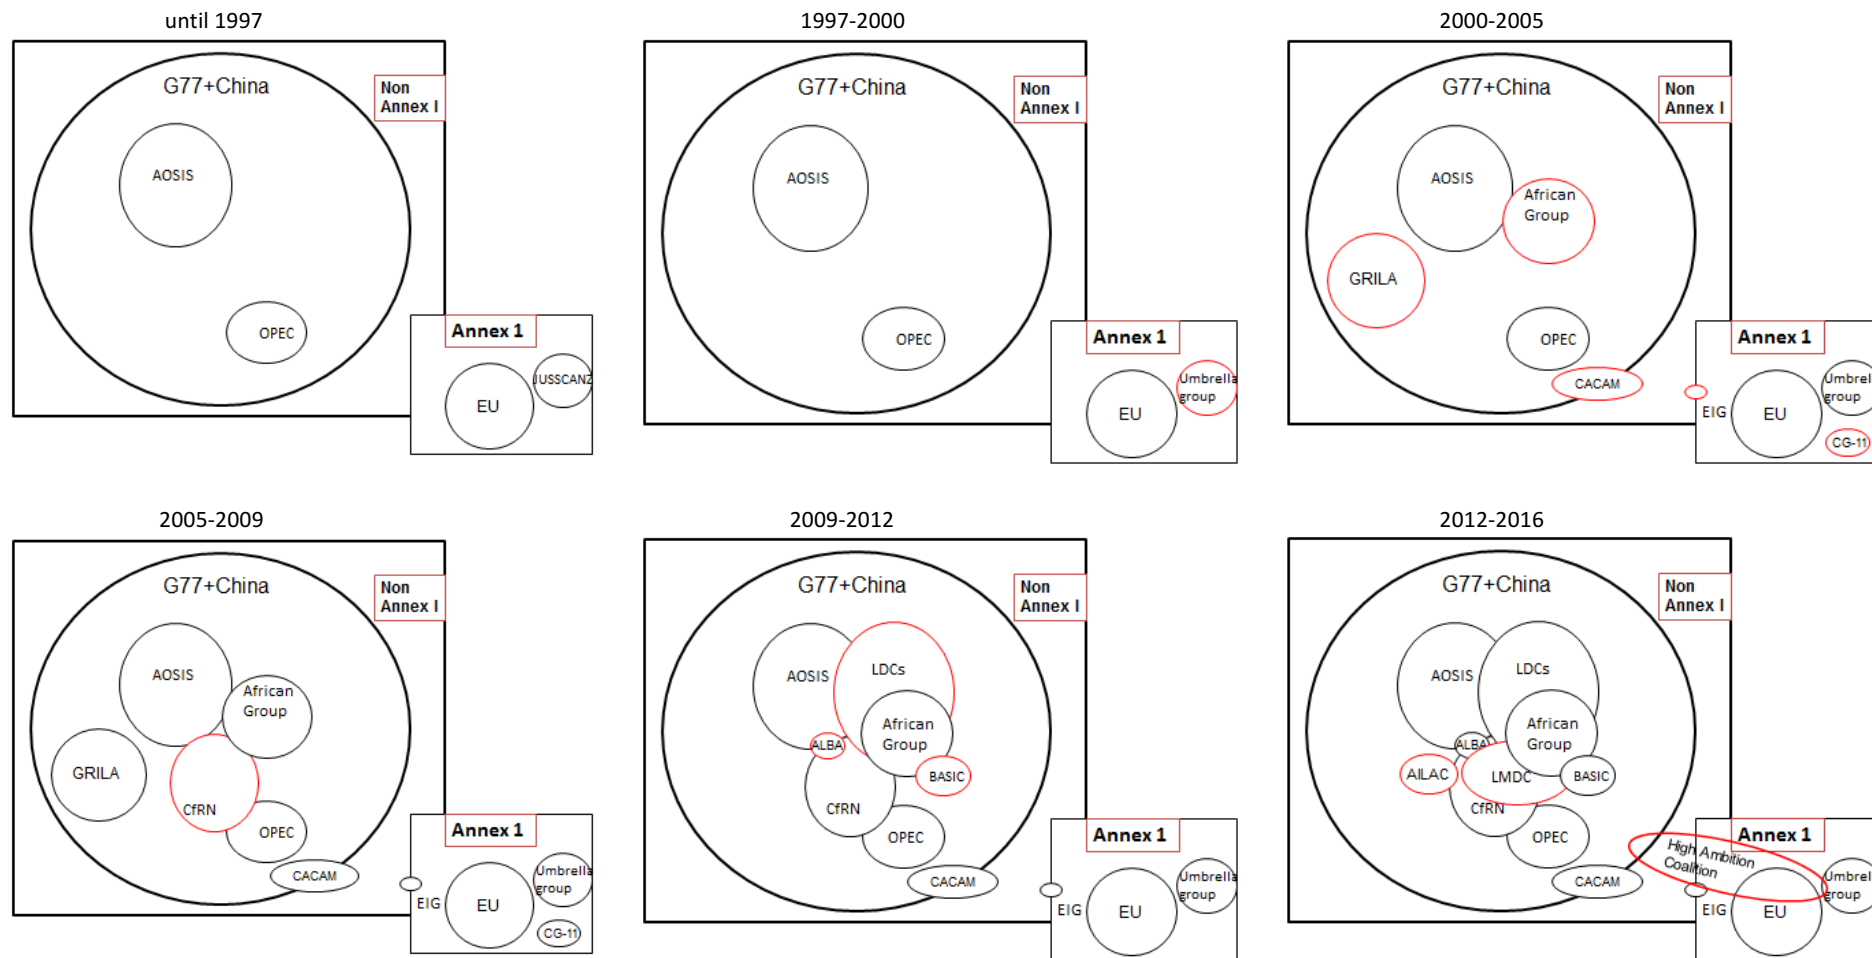 until 1997
G77+China
Non
Annex I
AOSIS
OPEC
Annex 1
JUSSCANZ
EU
1997-2000
G77+China
Non
Annex I
AOSIS
OPEC
Annex 1
Umbrella
group
EU
2000-2005
G77+China
Non
Annex I
AOSIS
African
Group
GRILA
OPEC
CACAM
Annex 1
Umbrel
group
EIG
EU
CG-11
2005-2009
G77+China
Non
Annex I
AOSIS
African
Group
GRILA
CfRN
OPEC
CACAM
Annex 1
Umbrella
group
EIG
EU
CG-11
2009-2012
G77+China
Non
Annex I
AOSIS
LDCs
African
Group
ALBA
BASIC
CfRN
OPEC
CACAM
Annex 1
Umbrella
group
EIG
EU
2012-2016
G77+China
Non
Annex I
AOSIS
LDCs
African
Group
ALBA
AILAC
LMDC
BASIC
CfRN
OPEC
CACAM
High Ambition
Coalition
Annex 1
Umbrel
group
EIG
EU